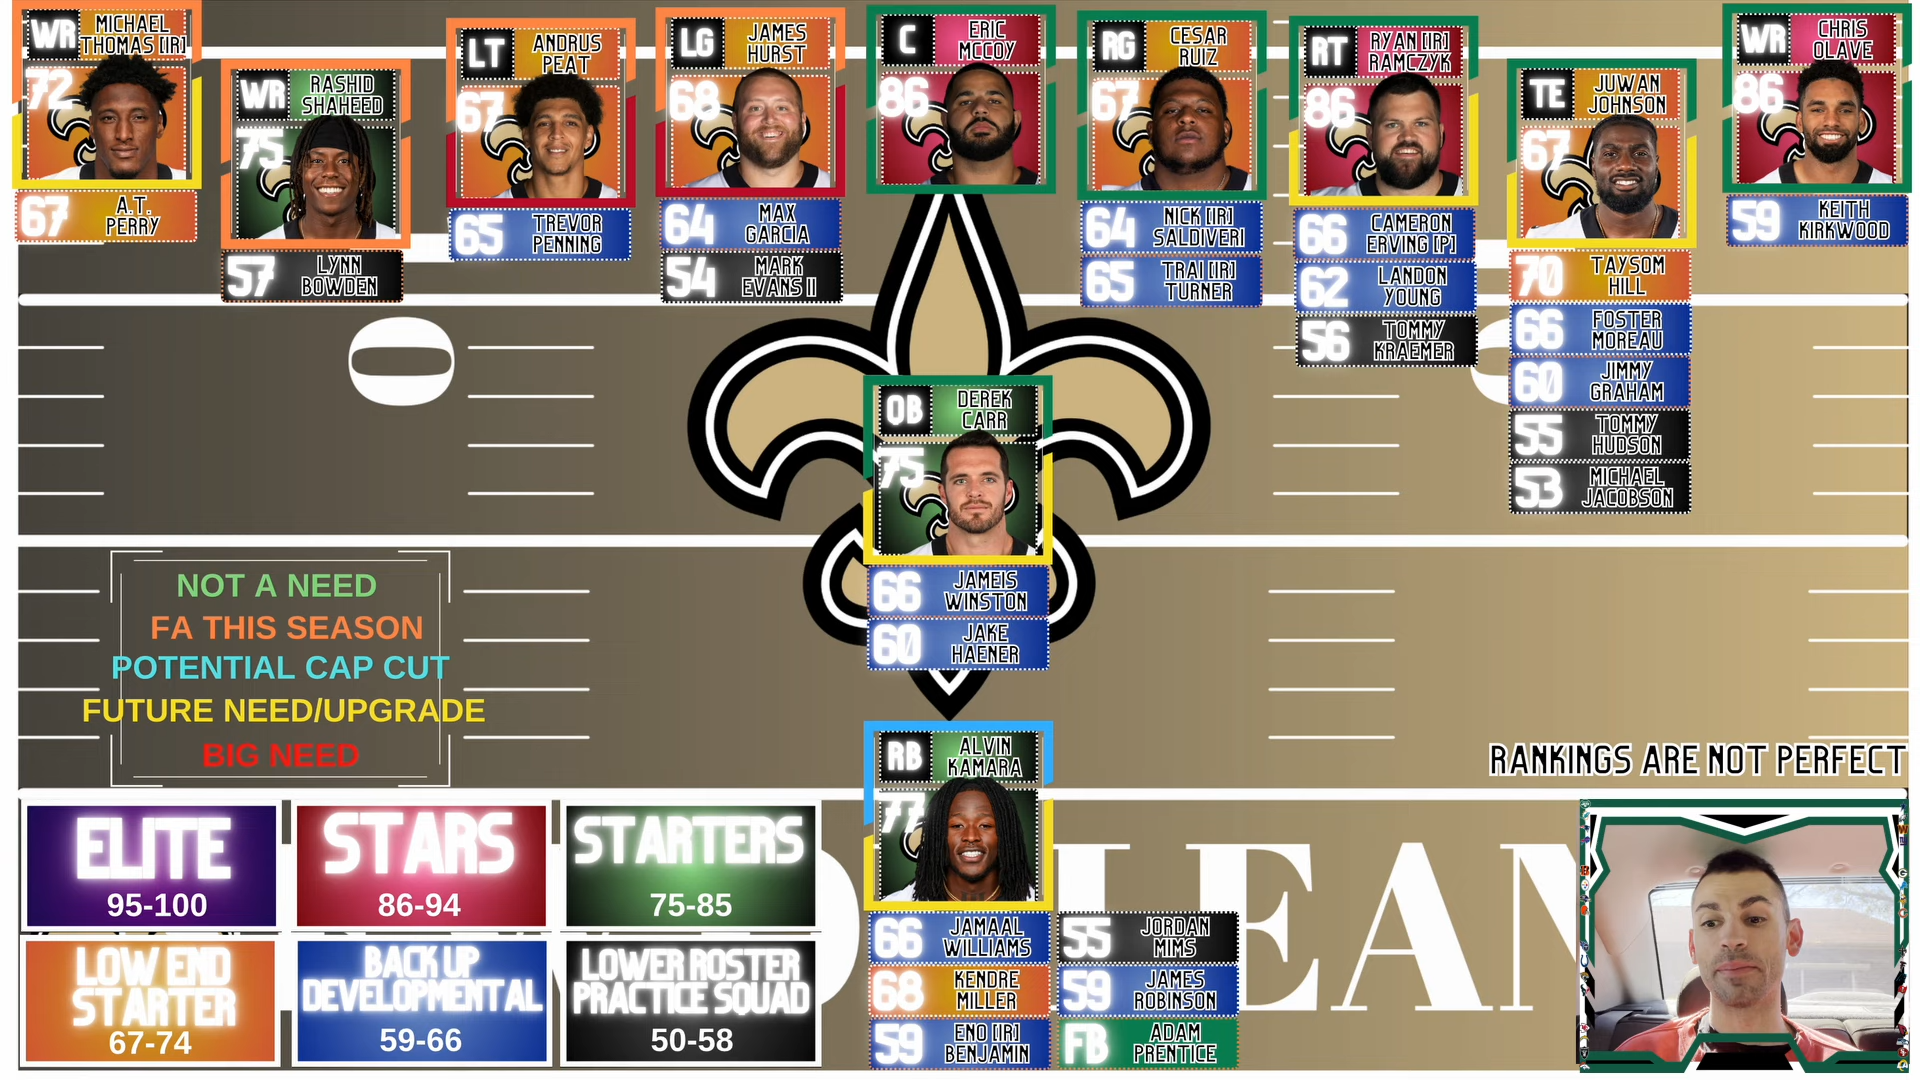 WR
MICHAEL
THOMAS [IR]
72
67
A.T.
PERRY
WR
RASHID
SHAHEED
75
57
LYNN
BOWDEN
LT
ANDRUS
PEAT
67
65
TREVOR
PENNING
LG
JAMES
HURST
68
64
MAX
GARCIA
54
MARK
EVANS II
C
ERIC
MCCOY
86
RG
CESAR
RUIZ
67
64
NICK [IR]
SALDIVERI
65
TRAI [IR]
TURNER
RT
RYAN [IR]
RAMCZYK
86
66
CAMERON
ERVING [P]
62
LANDON
YOUNG
56
TOMMY
KRAEMER
TE
JUWAN
JOHNSON
67
70
TAYSOM
HILL
66
FOSTER
MOREAU
60
JIMMY
GRAHAM
55
TOMMY
HUDSON
53
MICHAEL
JACOBSON
WR
CHRIS
OLAVE
86
59
KEITH
KIRKWOOD
QB
DEREK
CARR
75
66
JAMEIS
WINSTON
60
JAKE
HAENER
NOT A NEED
FA THIS SEASON
POTENTIAL CAP CUT
FUTURE NEED/UPGRADE
BIG NEED
RB
ALVIN
KAMARA
77
66
JAMAAL
WILLIAMS
68
KENDRE
MILLER
59
ENO [IR]
BENJAMIN
55
JORDAN
MIMS
59
JAMES
ROBINSON
FB
ADAM
PRENTICE
RANKINGS ARE NOT PERFECT
ELITE
95-100
STARS
86-94
STARTERS
75-85
LOW END
STARTER
67-74
BACK UP
DEVELOPMENTAL
59-66
LOWER ROSTER
PRACTICE SQUAD
50-58